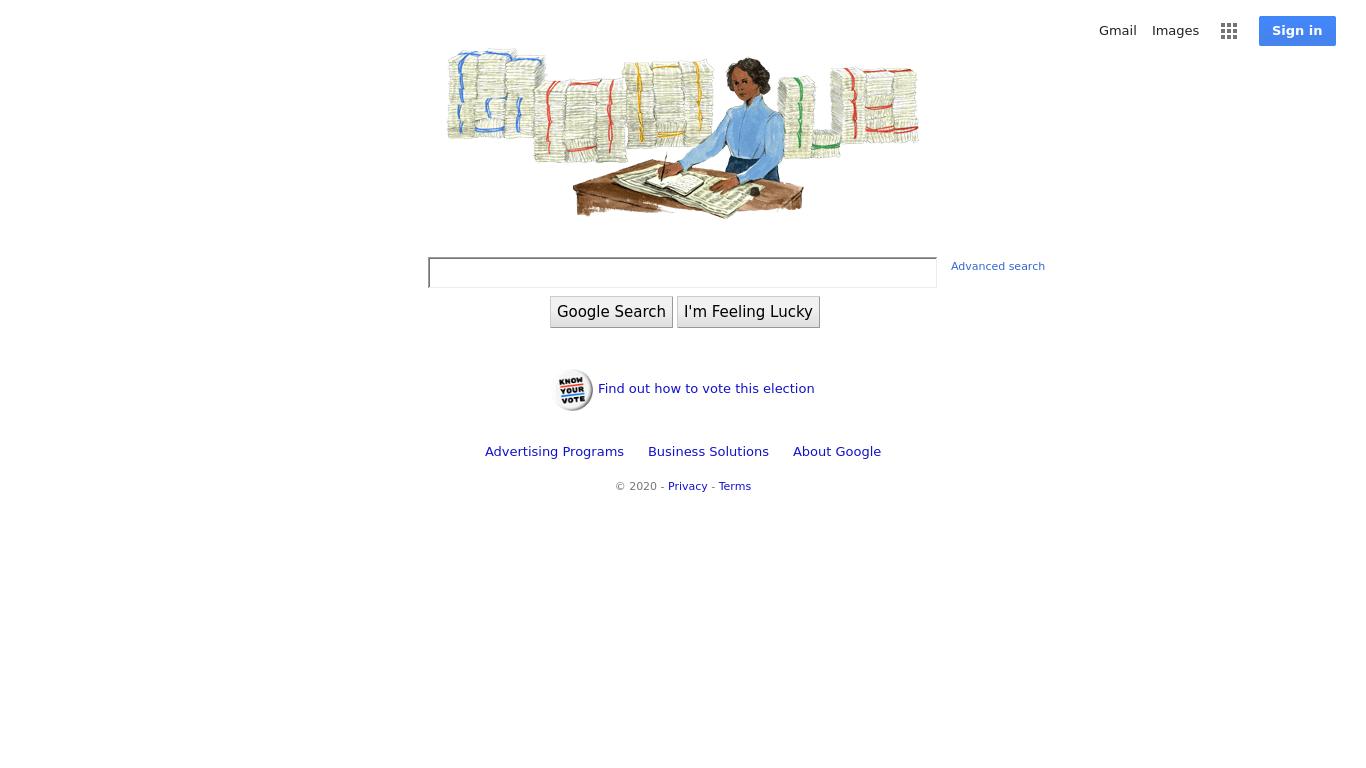 Gmail Images Sign in
Advanced search
Google Search I'm Feeling Lucky
KNOW
YOUR
VOTE
Find out how to vote this election
Advertising Programs Business Solutions About Google
© 2020 - Privacy - Terms